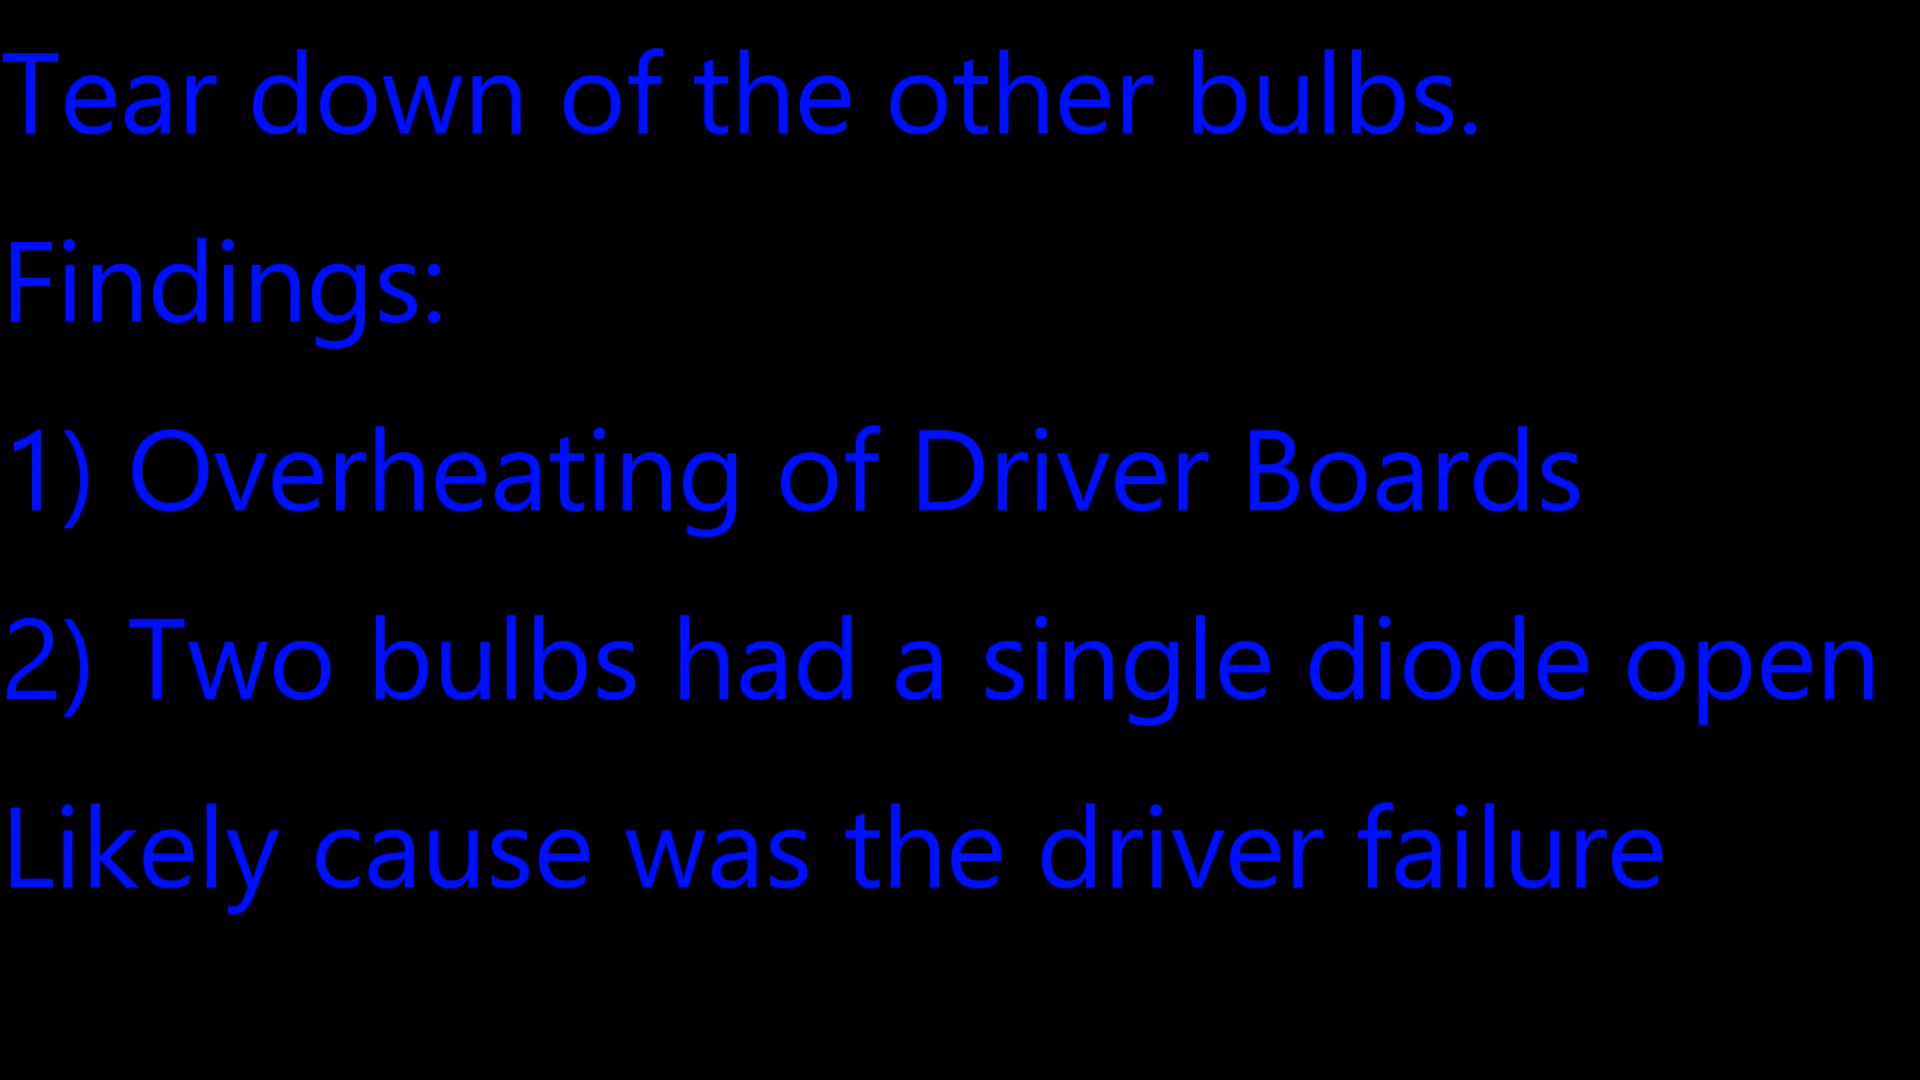 Tear down of the other bulbs.
Findings:
1) Overheating of Driver Boards
2) Two bulbs had a single diode open
Likely cause was the driver failure